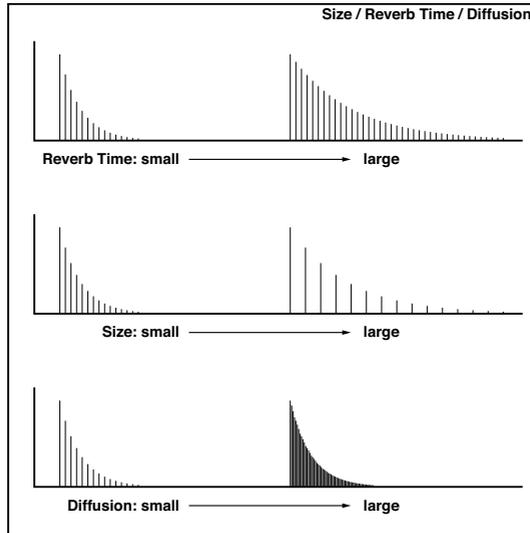 Size / Reverb Time / Diffusion
Reverb Time: small large
Size: small large
Diffusion: small large